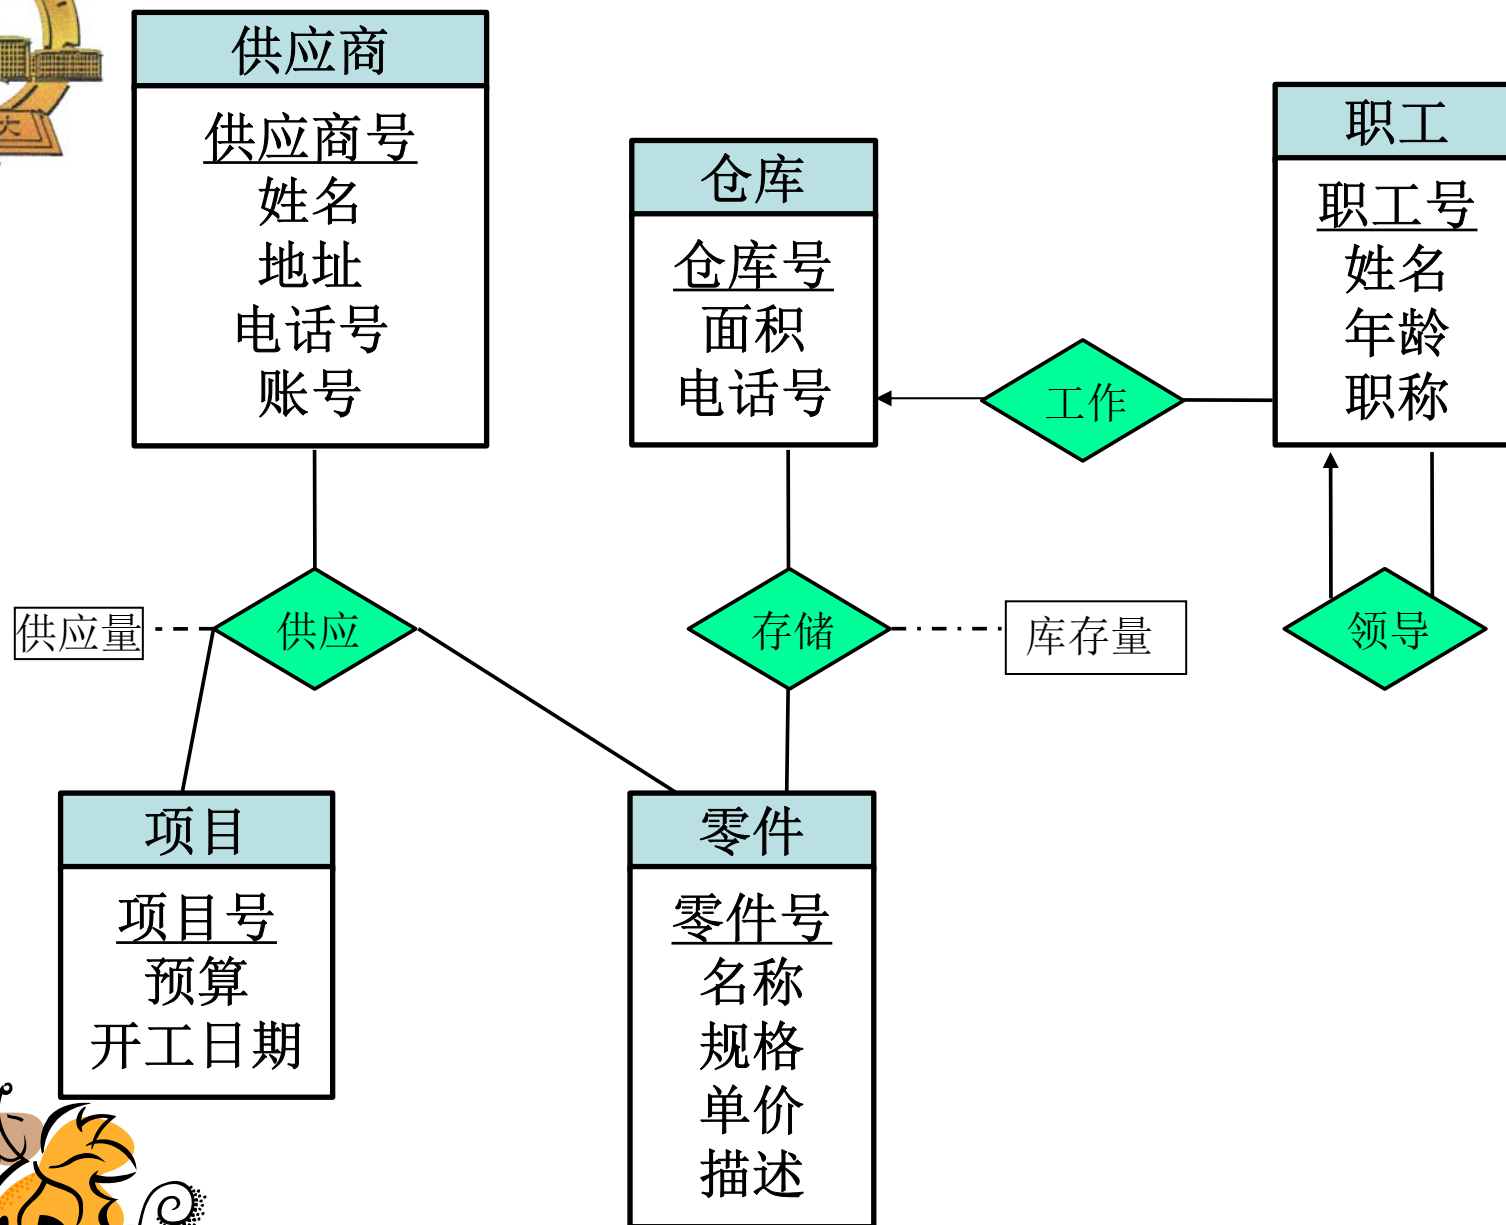 供应商
供应商号
姓名
地址
电话号
账号
仓库
仓库号
面积
电话号
职工
职工号
姓名
年龄
职称
工作
供应量
供应
存储
库存量
领导
项目
项目号
预算
开工日期
零件
零件号
名称
规格
单价
描述
大